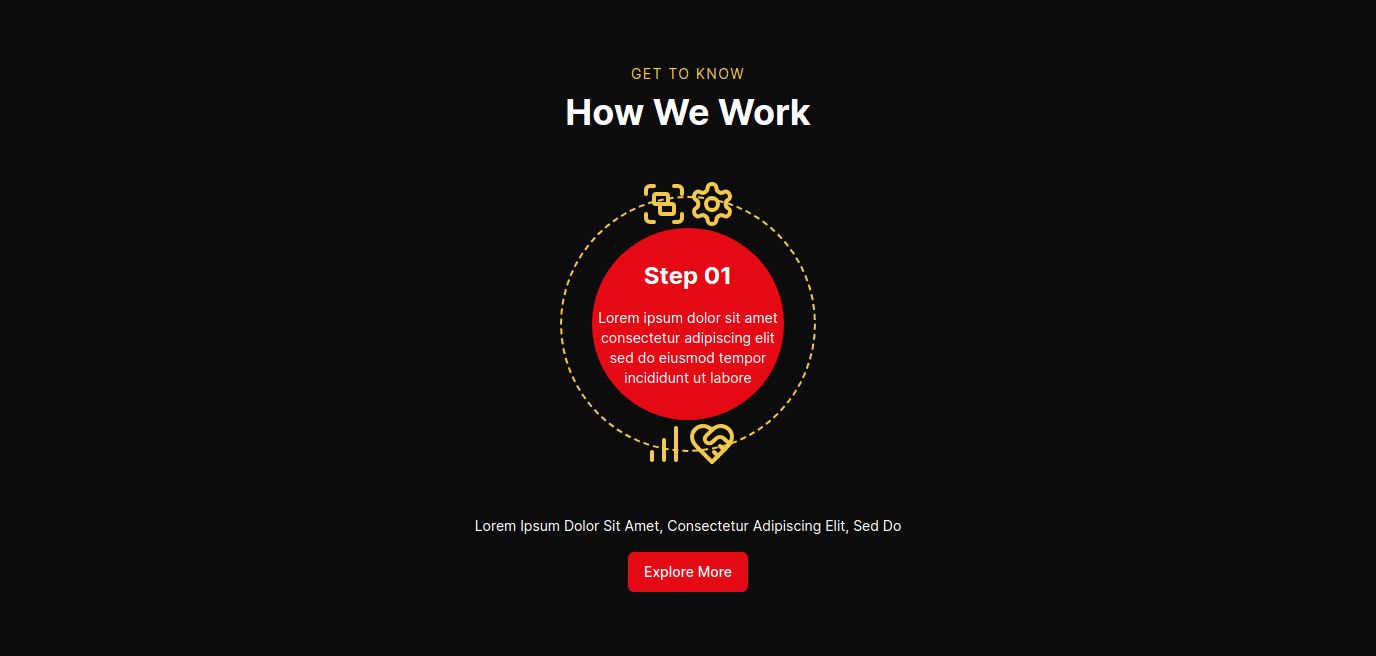 GET TO KNOW
How We Work
Step 01
Lorem ipsum dolor sit amet
consectetur adipiscing elit
sed do eiusmod tempor
incididunt ut labore
Lorem Ipsum Dolor Sit Amet, Consectetur Adipiscing Elit, Sed Do
Explore More